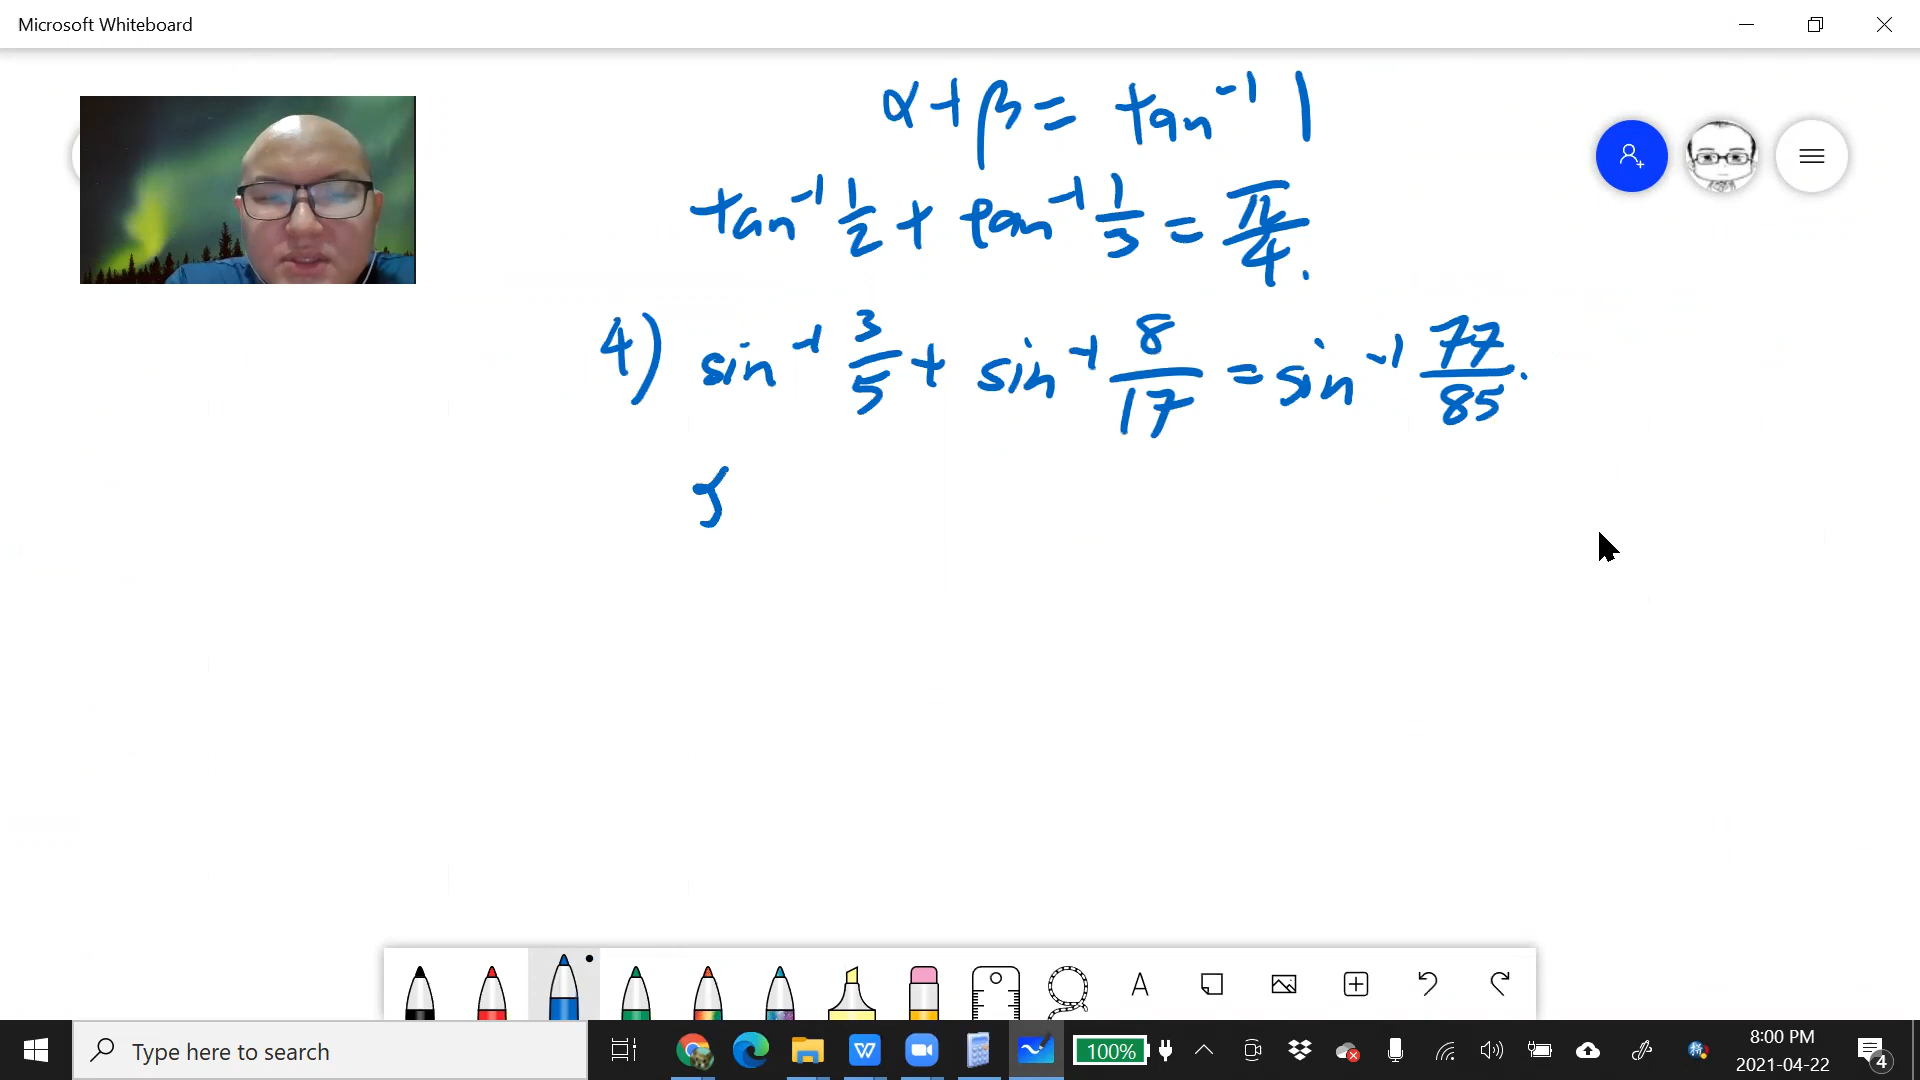 Microsoft Whiteboard
α+β = tan⁻¹ 1
tan⁻¹ 1/2 + tan⁻¹ 1/3 = π/4.
4) sin⁻¹ 3/5 + sin⁻¹ 8/17 = sin⁻¹ 77/85.
A
Type here to search
100%
8:00 PM
2021-04-22
4